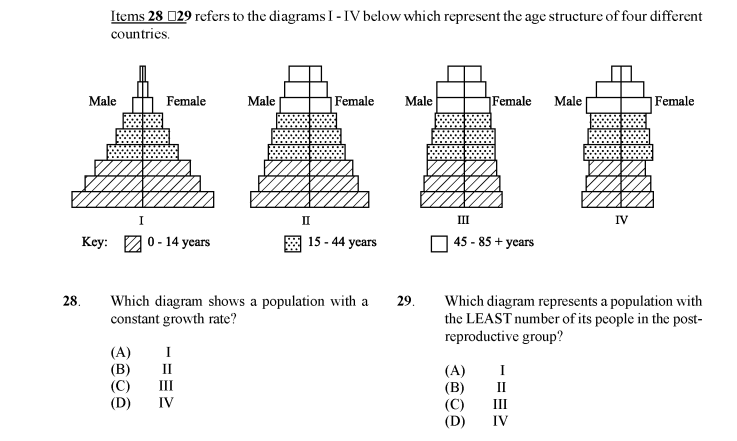 Items 28 □29 refers to the diagrams I - IV below which represent the age structure of four different
countries.
Male Female Male Female Male Female Male Female
I II III IV
Key: 0 - 14 years 15 - 44 years 45 - 85 + years
28. Which diagram shows a population with a
constant growth rate?
(A) I
(B) II
(C) III
(D) IV
29. Which diagram represents a population with
the LEAST number of its people in the post-
reproductive group?
(A) I
(B) II
(C) III
(D) IV